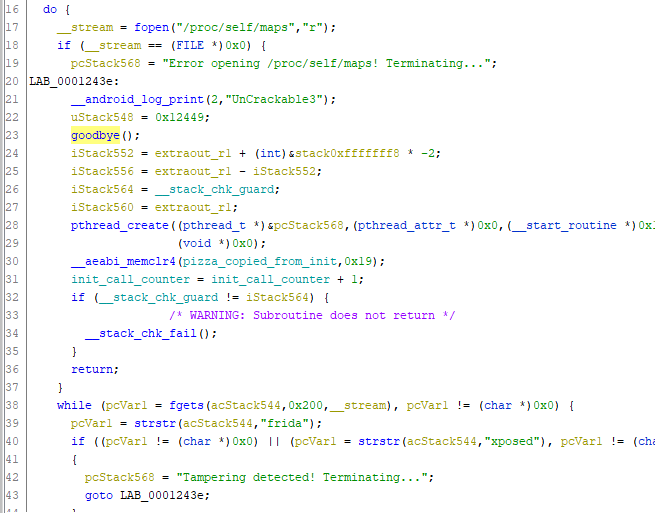 16 do {
17 __stream = fopen("/proc/self/maps","r");
18 if (__stream == (FILE *)0x0) {
19 pcStack568 = "Error opening /proc/self/maps! Terminating...";
20 LAB_0001243e:
21 __android_log_print(2,"UnCrackable3");
22 uStack548 = 0x12449;
23 goodbye();
24 iStack552 = extraout_r1 + (int)&stack0xfffffff8 * -2;
25 iStack556 = extraout_r1 - iStack552;
26 iStack564 = __stack_chk_guard;
27 iStack560 = extraout_r1;
28 pthread_create((pthread_t *)&pcStack568,(pthread_attr_t *)0x0,(__start_routine *)0x
29 (void *)0x0);
30 __aeabi_memclr4(pizza_copied_from_init,0x19);
31 init_call_counter = init_call_counter + 1;
32 if (__stack_chk_guard != iStack564) {
33 /* WARNING: Subroutine does not return */
34 __stack_chk_fail();
35 }
36 return;
37 }
38 while (pcVar1 = fgets(acStack544,0x200,__stream), pcVar1 != (char *)0x0) {
39 pcVar1 = strstr(acStack544,"frida");
40 if ((pcVar1 != (char *)0x0) || (pcVar1 = strstr(acStack544,"xposed"), pcVar1 != (cha
41 {
42 pcStack568 = "Tampering detected! Terminating...";
43 goto LAB_0001243e;